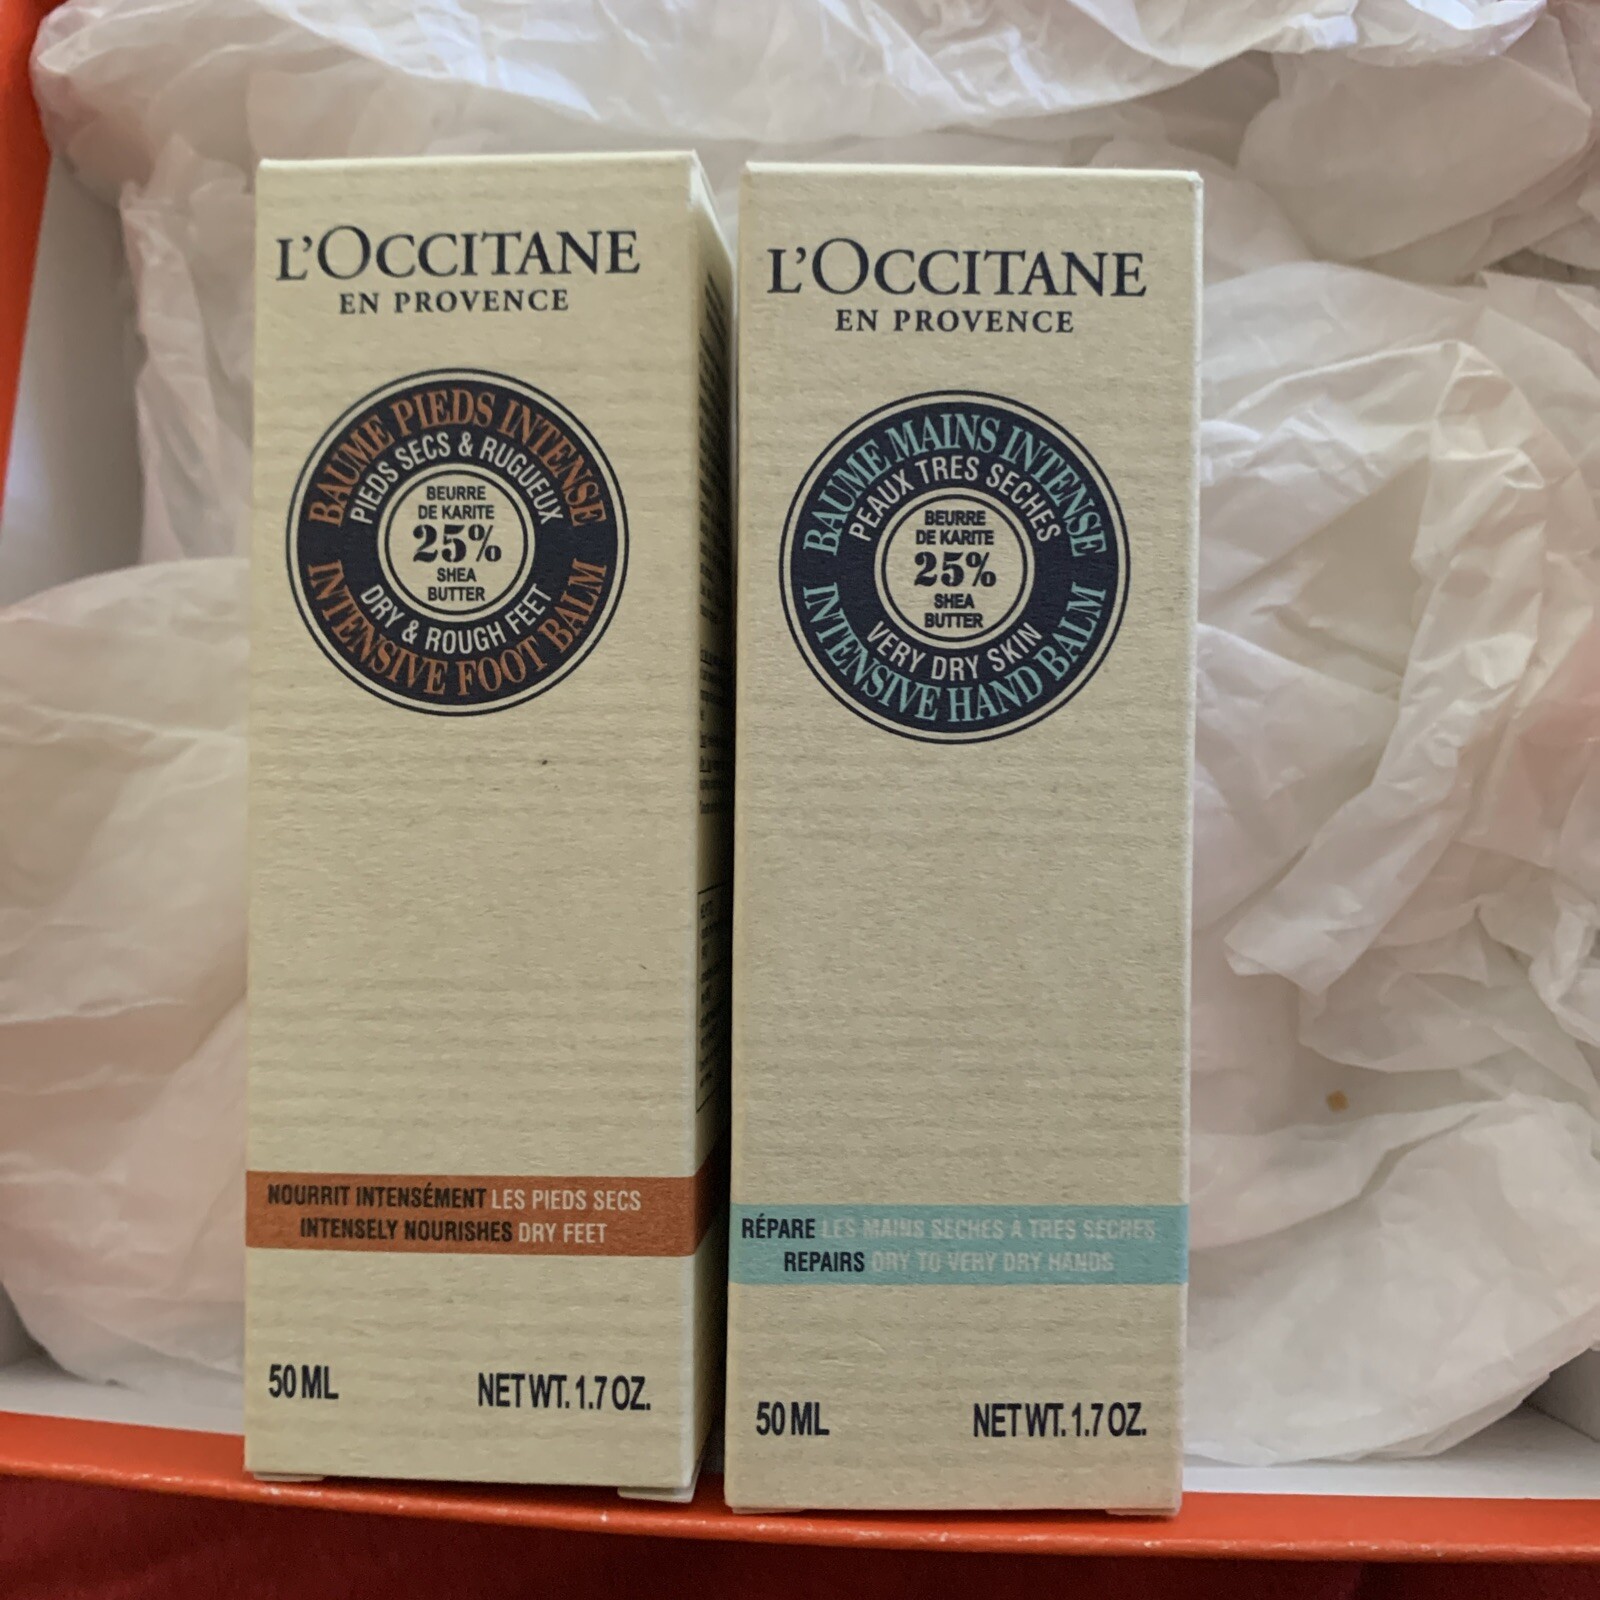 L'OCCITANE
EN PROVENCE
BAUME PIEDS INTENSE
PIEDS SECS & RUGUEUX
BEURRE
DE KARITE
25%
SHEA
BUTTER
DRY & ROUGH FEET
INTENSIVE FOOT BALM
NOURRIT INTENSÉMENT LES PIEDS SECS
INTENSELY NOURISHES DRY FEET
50 ML NET WT. 1.7 OZ.
L'OCCITANE
EN PROVENCE
BAUME MAINS INTENSE
PEAUX TRES SECHES
BEURRE
DE KARITE
25%
SHEA
BUTTER
VERY DRY SKIN
INTENSIVE HAND BALM
RÉPARE LES MAINS SECHES À TRES SECHES
REPAIRS DRY TO VERY DRY HANDS
50 ML NET WT. 1.7 OZ.